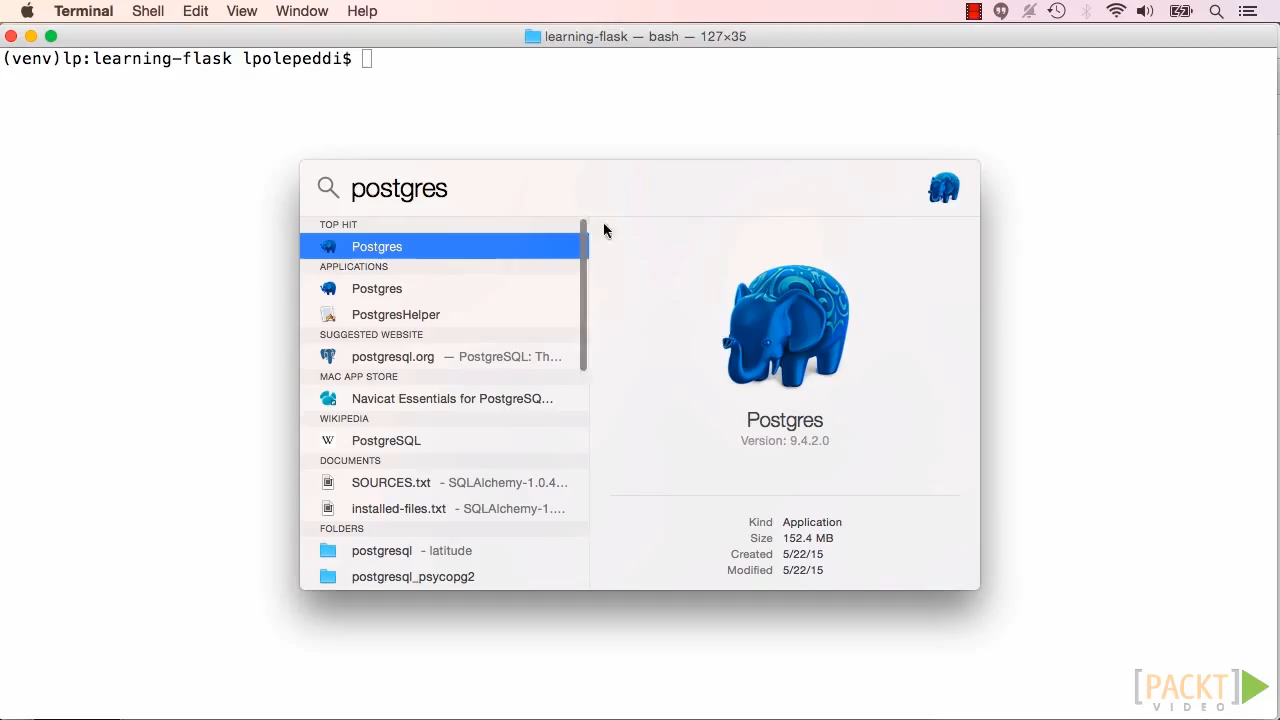 Terminal Shell Edit View Window Help
learning-flask — bash — 127×35
(venv)lp:learning-flask lpolepeddi$
postgres
TOP HIT
Postgres
APPLICATIONS
Postgres
PostgresHelper
SUGGESTED WEBSITE
postgresql.org — PostgreSQL: Th...
MAC APP STORE
Navicat Essentials for PostgreSQ...
WIKIPEDIA
W PostgreSQL
DOCUMENTS
SOURCES.txt - SQLAlchemy-1.0.4...
installed-files.txt - SQLAlchemy-1....
FOLDERS
postgresql - latitude
postgresql_psycopg2
Postgres
Version: 9.4.2.0
Kind Application
Size 152.4 MB
Created 5/22/15
Modified 5/22/15
[PACKT]
VIDEO